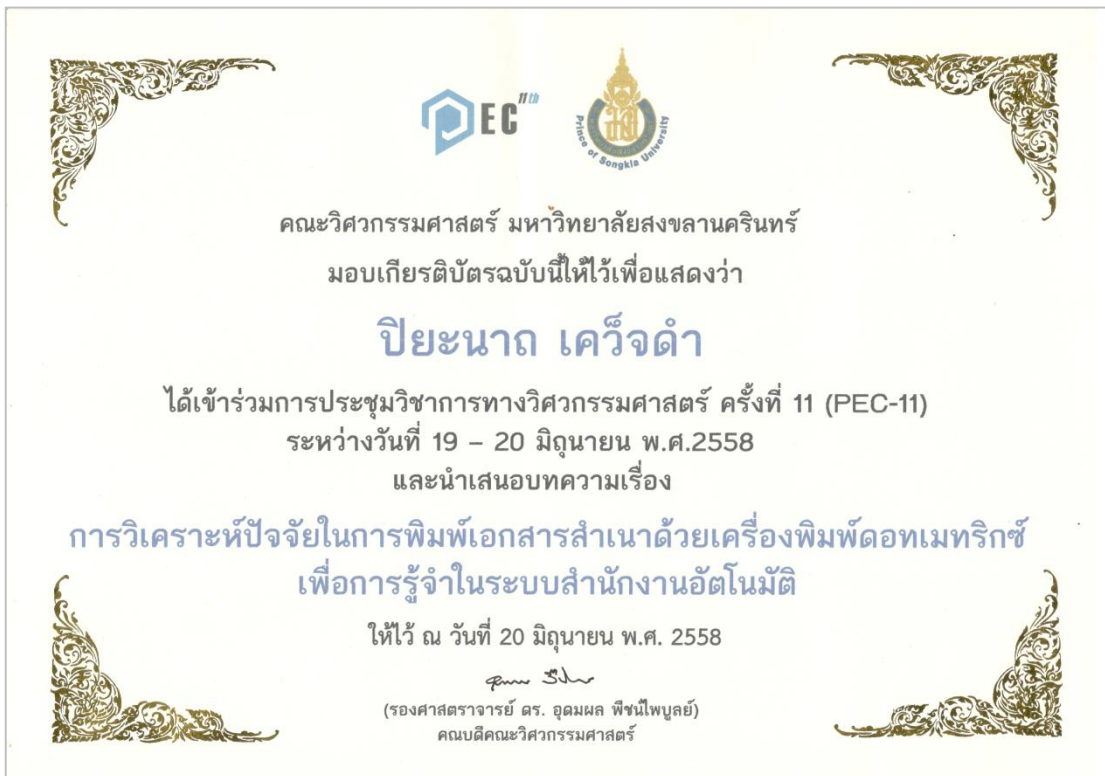 PEC 11th
Prince of Songkla University
คณะวิศวกรรมศาสตร์ มหาวิทยาลัยสงขลานครินทร์
มอบเกียรติบัตรฉบับนี้ให้ไว้เพื่อแสดงว่า
ปิยะนาถ เคว็จดำ
ได้เข้าร่วมการประชุมวิชาการทางวิศวกรรมศาสตร์ ครั้งที่ 11 (PEC-11)
ระหว่างวันที่ 19 – 20 มิถุนายน พ.ศ.2558
และนำเสนอบทความเรื่อง
การวิเคราะห์ปัจจัยในการพิมพ์เอกสารสำเนาด้วยเครื่องพิมพ์ดอทเมทริกซ์
เพื่อการรู้จำในระบบสำนักงานอัตโนมัติ
ให้ไว้ ณ วันที่ 20 มิถุนายน พ.ศ. 2558
(รองศาสตราจารย์ ดร. อุดมผล พืชน์ไพบูลย์)
คณบดีคณะวิศวกรรมศาสตร์